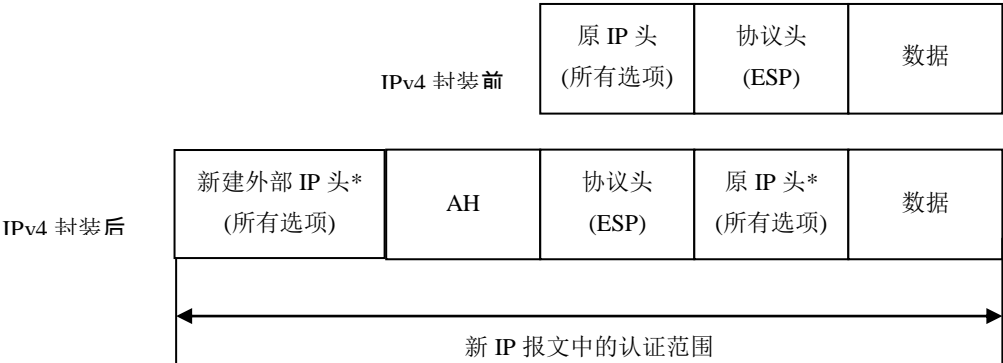 原 IP 头
(所有选项)
协议头
(ESP)
数据
IPv4 封装前
新建外部 IP 头*
(所有选项)
AH
协议头
(ESP)
原 IP 头*
(所有选项)
数据
IPv4 封装后
新 IP 报文中的认证范围